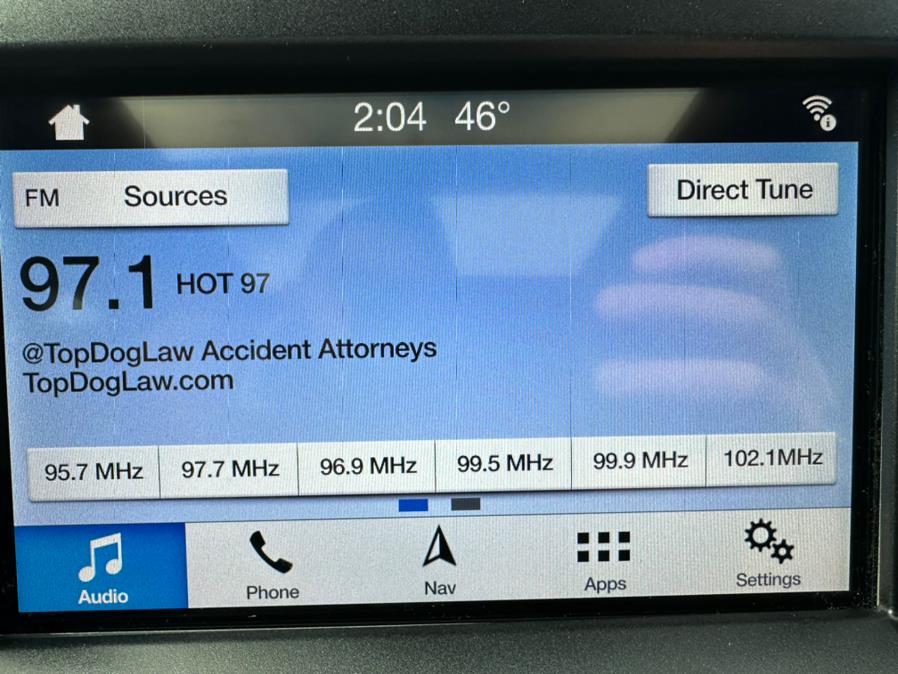 2:04 46°
FM Sources
Direct Tune
97.1 HOT 97
@TopDogLaw Accident Attorneys
TopDogLaw.com
95.7 MHz 97.7 MHz 96.9 MHz 99.5 MHz 99.9 MHz 102.1MHz
Audio Phone Nav Apps Settings